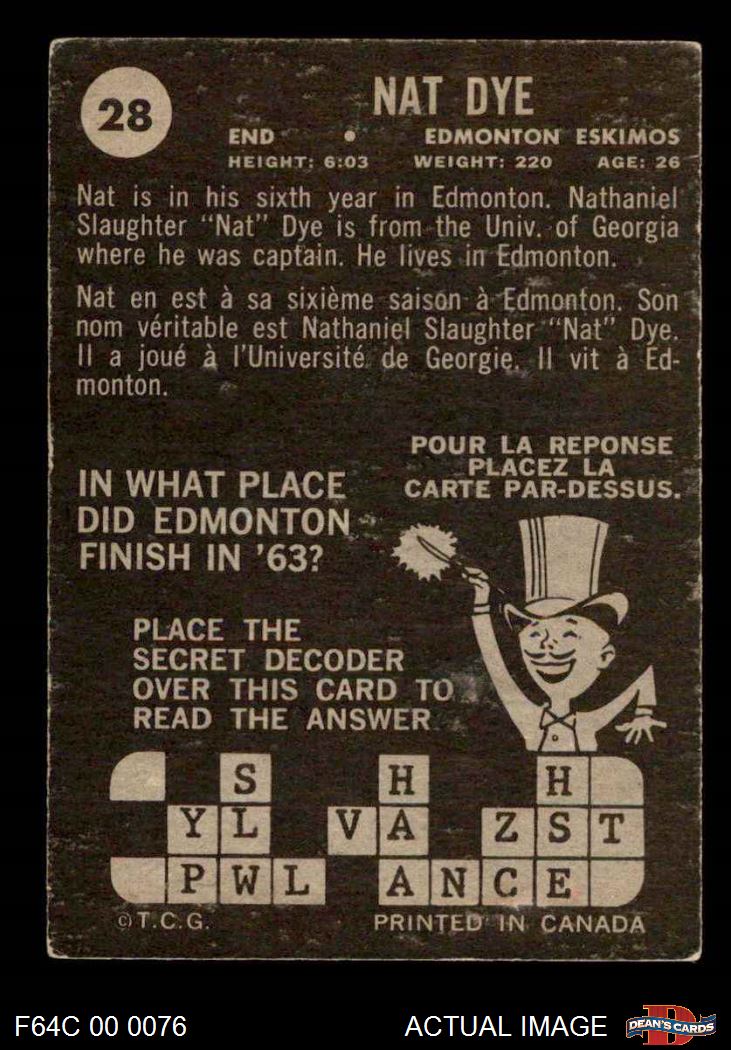 28
NAT DYE
END • EDMONTON ESKIMOS
HEIGHT: 6:03 WEIGHT: 220 AGE: 26
Nat is in his sixth year in Edmonton. Nathaniel
Slaughter "Nat" Dye is from the Univ. of Georgia
where he was captain. He lives in Edmonton.
Nat en est à sa sixième saison à Edmonton. Son
nom véritable est Nathaniel Slaughter "Nat" Dye.
Il a joué à l'Université de Georgie. Il vit à Ed-
monton.
POUR LA REPONSE
PLACEZ LA
CARTE PAR-DESSUS.
IN WHAT PLACE
DID EDMONTON
FINISH IN '63?
PLACE THE
SECRET DECODER
OVER THIS CARD TO
READ THE ANSWER
S H H
Y L V A Z S T
P W L A N C E
© T.C.G. PRINTED IN CANADA
F64C 00 0076 ACTUAL IMAGE D DEAN'S CARDS